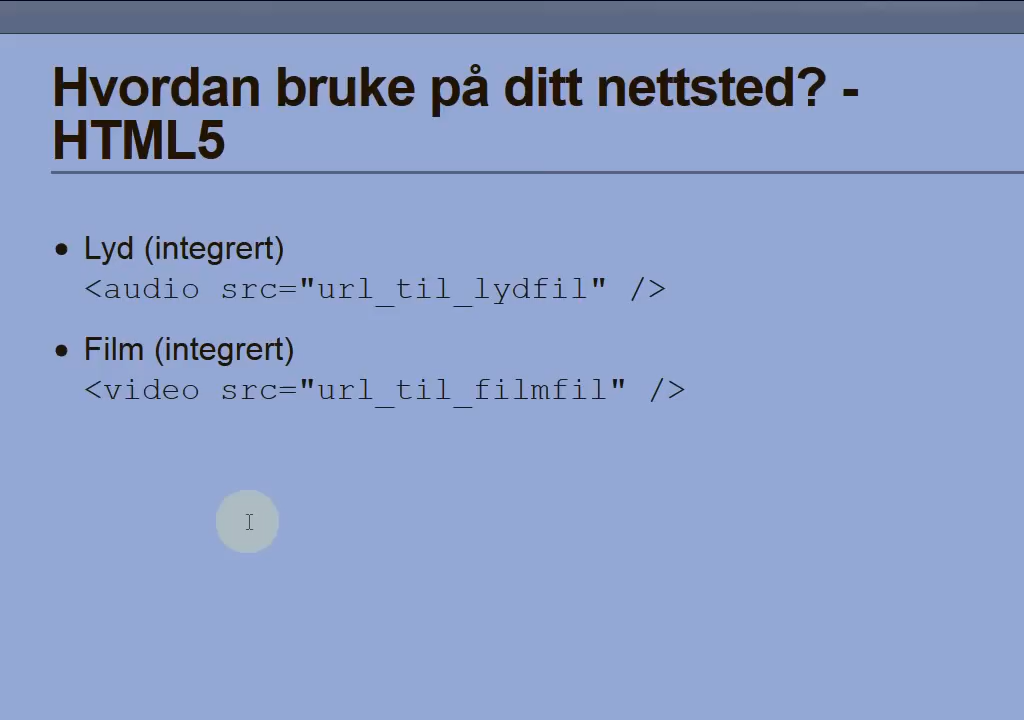 Hvordan bruke på ditt nettsted? -
HTML5
• Lyd (integrert)
<audio src="url_til_lydfil" />
• Film (integrert)
<video src="url_til_filmfil" />